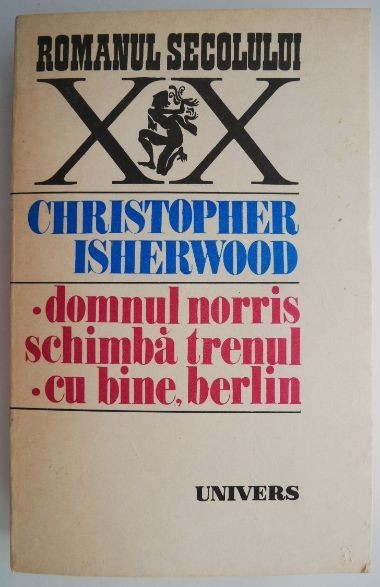 ROMANUL SECOLULUI
XX
CHRISTOPHER
ISHERWOOD
•domnul norris
schimbă trenul
•cu bine, berlin
UNIVERS